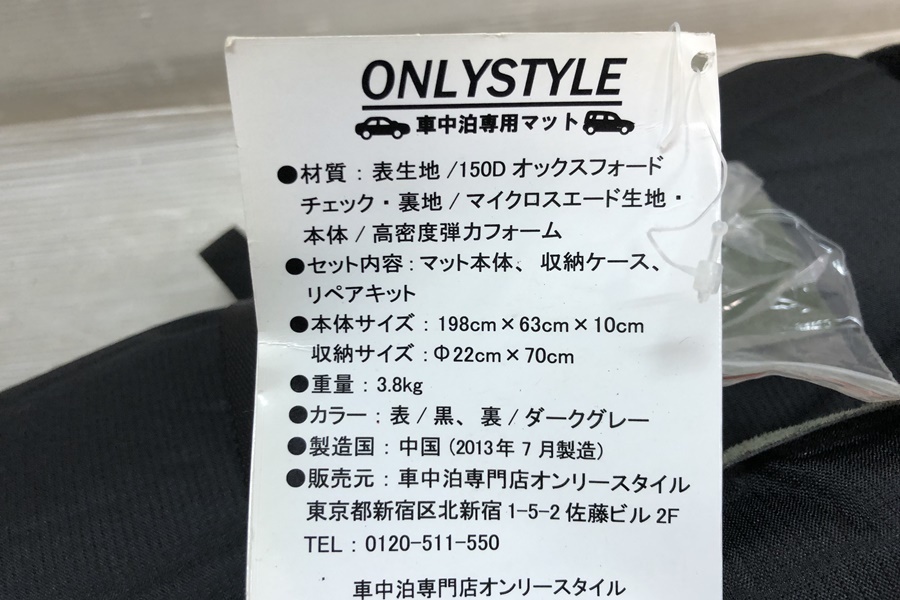 ONLYSTYLE
車中泊専用マット
●材質：表生地/150Dオックスフォード
チェック・裏地/マイクロスエード生地・
本体/高密度弾力フォーム
●セット内容：マット本体、収納ケース、
リペアキット
●本体サイズ：198cm×63cm×10cm
収納サイズ：Φ22cm×70cm
●重量：3.8kg
●カラー：表/黒、裏/ダークグレー
●製造国：中国(2013年7月製造)
●販売元：車中泊専門店オンリースタイル
東京都新宿区北新宿1-5-2佐藤ビル2F
TEL：0120-511-550
車中泊専門店オンリースタイル